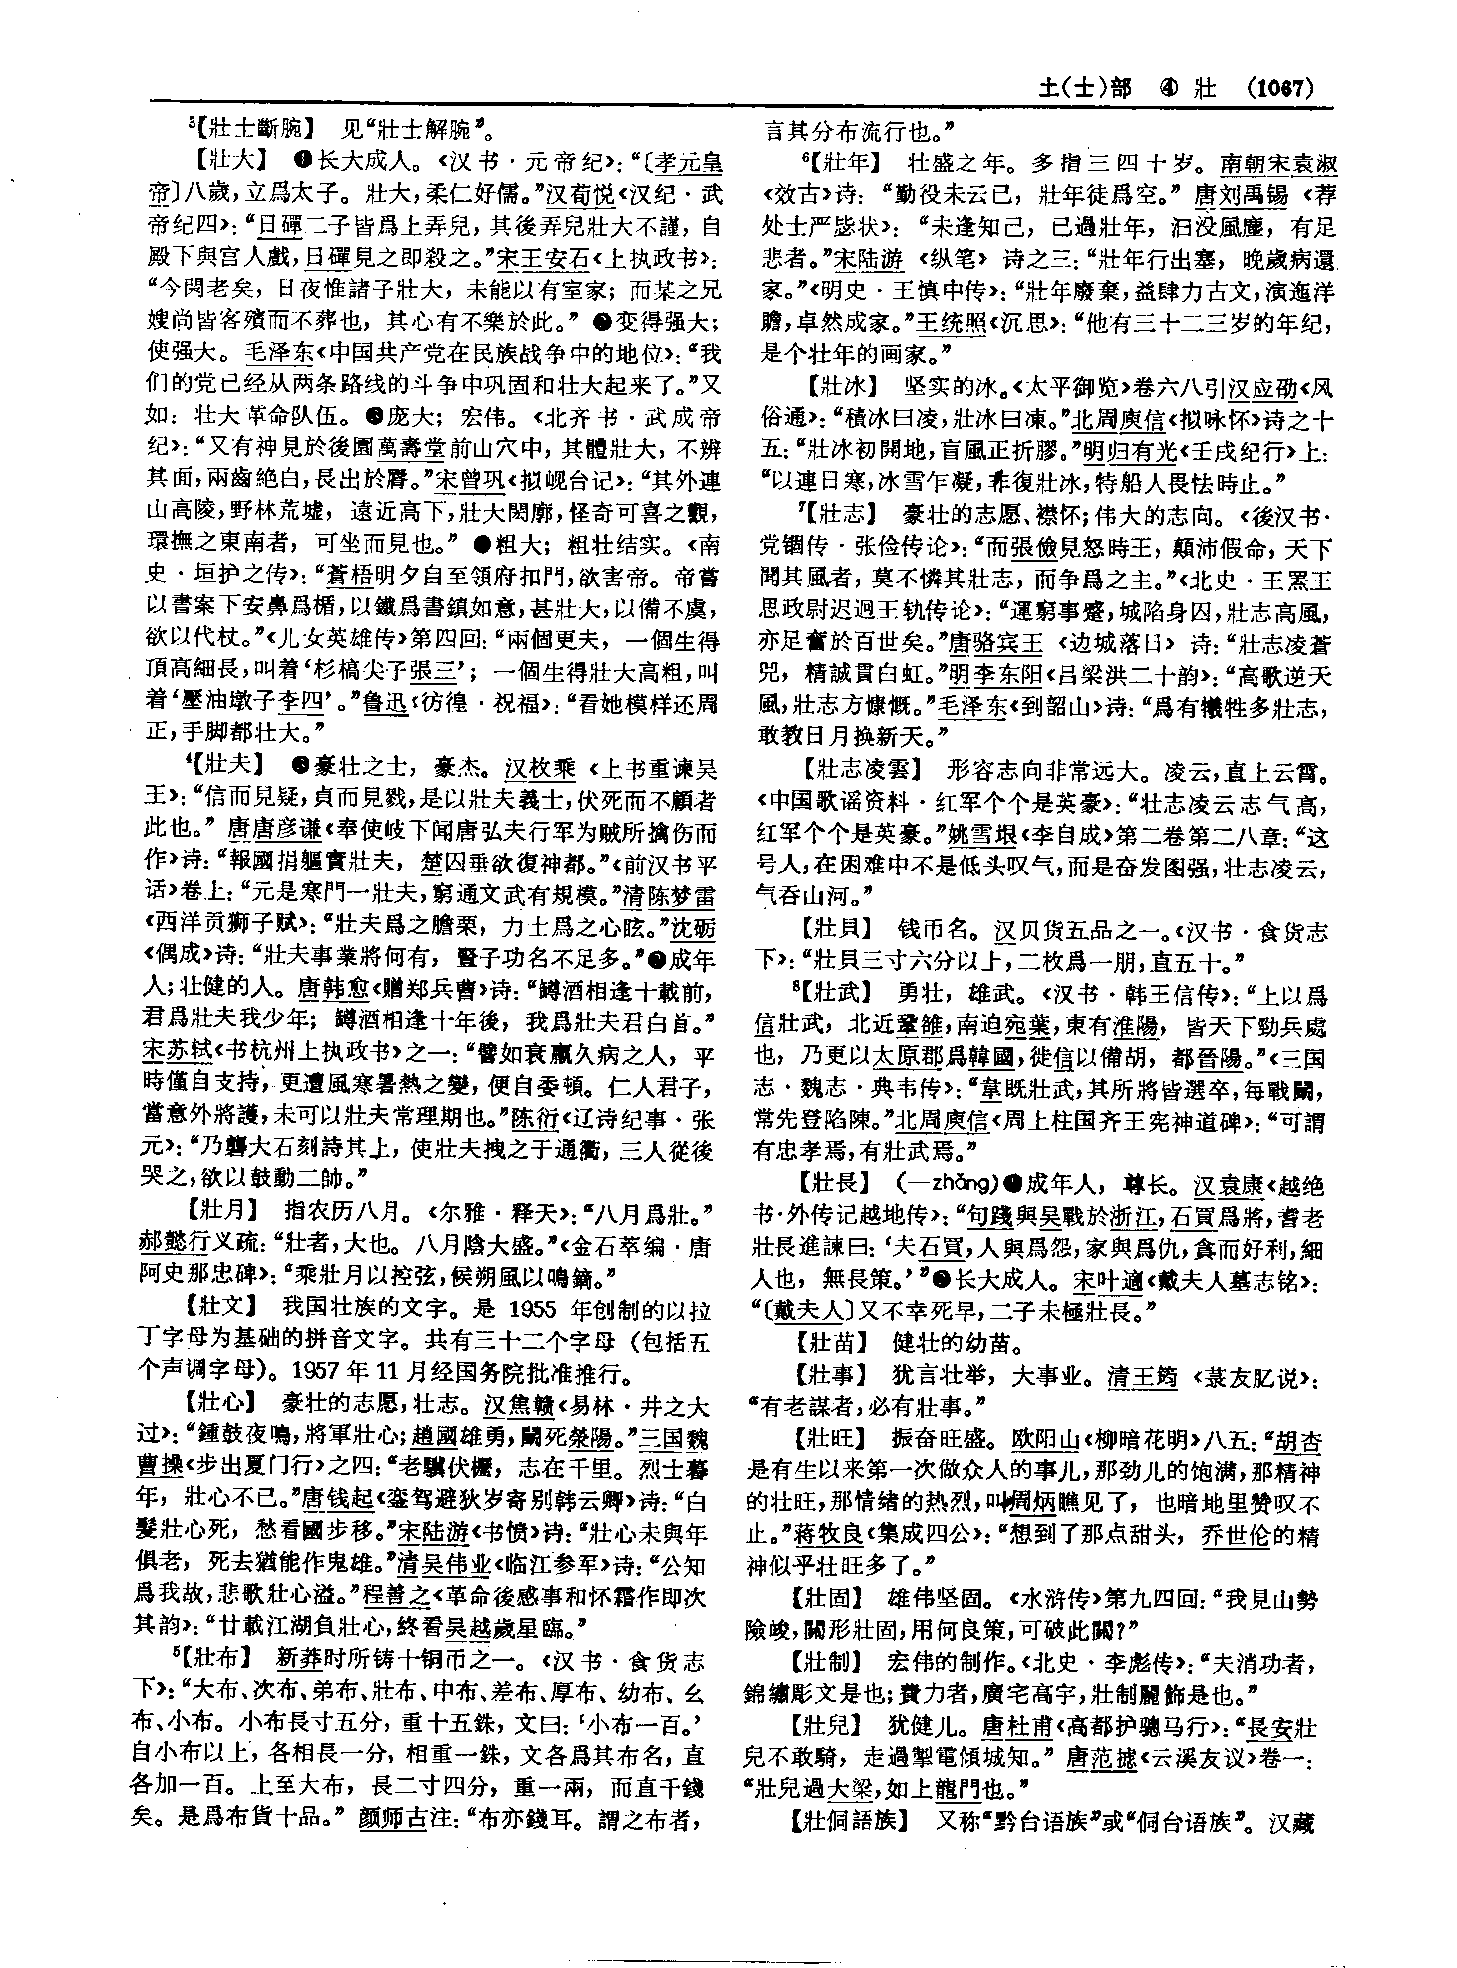 土(士)部 ④ 壯 (1067)
³【壯士斷腕】 见“壯士解腕”。
【壯大】 ❶长大成人。《汉书·元帝纪》：“〔孝元皇
帝〕八歲，立爲太子。壯大，柔仁好儒。”汉荀悦《汉纪·武
帝纪四》：“日磾二子皆爲上弄兒，其後弄兒壯大不謹，自
殿下與宫人戲，日磾見之即殺之。”宋王安石《上执政书》：
“今閎老矣，日夜惟諸子壯大，未能以有室家；而某之兄
嫂尚皆客殯而不葬也，其心有不樂於此。” ❷变得强大；
使强大。毛泽东《中国共产党在民族战争中的地位》：“我
们的党已经从两条路线的斗争中巩固和壮大起来了。”又
如：壮大革命队伍。❸庞大；宏伟。《北齐书·武成帝
纪》：“又有神見於後園萬壽堂前山穴中，其體壯大，不辨
其面，兩齒絶白，長出於脣。”宋曾巩《拟岘台记》：“其外連
山高陵，野林荒墟，遠近高下，壯大閎廓，怪奇可喜之觀，
環撫之東南者，可坐而見也。” ❹粗大；粗壮结实。《南
史·垣护之传》：“蒼梧明夕自至領府扣門，欲害帝。帝嘗
以書案下安鼻爲楯，以鐵爲書鎮如意，甚壯大，以備不虞，
欲以代杖。”《儿女英雄传》第四回：“兩個更夫，一個生得
頂高細長，叫着‘杉槁尖子張三’；一個生得壯大高粗，叫
着‘壓油墩子李四’。”鲁迅《彷徨·祝福》：“看她模样还周
正，手脚都壮大。”
⁴【壯夫】 ❶豪壮之士，豪杰。汉枚乘《上书重谏吴
王》：“信而見疑，貞而見戮，是以壯夫義士，伏死而不顧者
此也。” 唐唐彦谦《奉使岐下闻唐弘夫行军为贼所擒伤而
作》诗：“報國捐軀實壯夫，楚囚垂欲復神都。”《前汉书平
话》卷上：“元是寒門一壯夫，窮通文武有規模。”清陈梦雷
《西洋贡狮子赋》：“壯夫爲之膽栗，力士爲之心眩。”沈砺
《偶成》诗：“壯夫事業將何有，豎子功名不足多。”❷成年
人；壮健的人。唐韩愈《赠郑兵曹》诗：“罇酒相逢十載前，
君爲壯夫我少年；罇酒相逢十年後，我爲壯夫君白首。”
宋苏轼《书杭州上执政书》之一：“譬如衰羸久病之人，平
時僅自支持，更遭風寒暑熱之變，便自委頓。仁人君子，
當意外將護，未可以壯夫常理期也。”陈衍《辽诗纪事·张
元》：“乃礱大石刻詩其上，使壯夫拽之于通衢，三人從後
哭之，欲以鼓動二帥。”
【壯月】 指农历八月。《尔雅·释天》：“八月爲壯。”
郝懿行义疏：“壯者，大也。八月陰大盛。”《金石萃编·唐
阿史那忠碑》：“乘壯月以控弦，候朔風以鳴鏑。”
【壯文】 我国壮族的文字。是 1955 年创制的以拉
丁字母为基础的拼音文字。共有三十二个字母（包括五
个声调字母）。1957 年 11 月经国务院批准推行。
【壯心】 豪壮的志愿，壮志。汉焦赣《易林·井之大
过》：“鍾鼓夜鳴，將軍壯心；趙國雄勇，鬭死滎陽。”三国魏
曹操《步出夏门行》之四：“老驥伏櫪，志在千里。烈士暮
年，壯心不已。”唐钱起《銮驾避狄岁寄别韩云卿》诗：“白
髮壯心死，愁看國步移。”宋陆游《书愤》诗：“壯心未與年
俱老，死去猶能作鬼雄。”清吴伟业《临江参军》诗：“公知
爲我故，悲歌壯心溢。”程善之《革命後感事和怀霜作即次
其韵》：“廿載江湖負壯心，終看吴越歲星臨。”
⁵【壯布】 新莽时所铸十铜币之一。《汉书·食货志
下》：“大布、次布、弟布、壯布、中布、差布、厚布、幼布、幺
布、小布。小布長寸五分，重十五銖，文曰：‘小布一百。’
自小布以上，各相長一分，相重一銖，文各爲其布名，直
各加一百。上至大布，長二寸四分，重一兩，而直千錢
矣。是爲布貨十品。” 颜师古注：“布亦錢耳。謂之布者，
言其分布流行也。”
⁶【壯年】 壮盛之年。多指三四十岁。南朝宋袁淑
《效古》诗：“勤役未云已，壯年徒爲空。” 唐刘禹锡《荐
处士严毖状》：“未逢知己，已過壯年，汩没風塵，有足
悲者。”宋陆游《纵笔》诗之三：“壯年行出塞，晚歲病還
家。”《明史·王慎中传》：“壯年廢棄，益肆力古文，演迤洋
贍，卓然成家。”王统照《沉思》：“他有三十二三岁的年纪，
是个壮年的画家。”
【壯冰】 坚实的冰。《太平御览》卷六八引汉应劭《风
俗通》：“積冰曰凌，壯冰曰凍。”北周庾信《拟咏怀》诗之十
五：“壯冰初開地，盲風正折膠。”明归有光《壬戌纪行》上：
“以連日寒，冰雪乍凝，非復壯冰，特船人畏怯時止。”
⁷【壯志】 豪壮的志愿、襟怀；伟大的志向。《後汉书·
党锢传·张俭传论》：“而張儉見怒時王，顛沛假命，天下
聞其風者，莫不憐其壯志，而争爲之主。”《北史·王罴王
思政尉迟迥王轨传论》：“運窮事蹙，城陷身囚，壯志高風，
亦足奮於百世矣。”唐骆宾王《边城落日》诗：“壯志凌蒼
兕，精誠貫白虹。”明李东阳《吕梁洪二十韵》：“高歌逆天
風，壯志方慷慨。”毛泽东《到韶山》诗：“爲有犧牲多壯志，
敢教日月换新天。”
【壯志凌雲】 形容志向非常远大。凌云，直上云霄。
《中国歌谣资料·红军个个是英豪》：“壮志凌云志气高，
红军个个是英豪。”姚雪垠《李自成》第二卷第二八章：“这
号人，在困难中不是低头叹气，而是奋发图强，壮志凌云，
气吞山河。”
【壯貝】 钱币名。汉贝货五品之一。《汉书·食货志
下》：“壯貝三寸六分以上，二枚爲一朋，直五十。”
⁸【壯武】 勇壮，雄武。《汉书·韩王信传》：“上以爲
信壯武，北近鞏雒，南迫宛葉，東有淮陽，皆天下勁兵處
也，乃更以太原郡爲韓國，徙信以備胡，都晉陽。”《三国
志·魏志·典韦传》：“韋既壯武，其所將皆選卒，每戰鬭，
常先登陷陳。”北周庾信《周上柱国齐王宪神道碑》：“可謂
有忠孝焉，有壯武焉。”
【壯長】 （—zhǎng）❶成年人，尊长。汉袁康《越绝
书·外传记越地传》：“句踐與吴戰於浙江，石買爲將，耆老
壯長進諫曰：‘夫石買，人與爲怨，家與爲仇，貪而好利，細
人也，無長策。’”❷长大成人。宋叶適《戴夫人墓志铭》：
“〔戴夫人〕又不幸死早，二子未極壯長。”
【壯苗】 健壮的幼苗。
【壯事】 犹言壮举，大事业。清王筠《菉友肊说》：
“有老謀者，必有壯事。”
【壯旺】 振奋旺盛。欧阳山《柳暗花明》八五：“胡杏
是有生以来第一次做众人的事儿，那劲儿的饱满，那精神
的壮旺，那情绪的热烈，叫周炳瞧见了，也暗地里赞叹不
止。”蒋牧良《集成四公》：“想到了那点甜头，乔世伦的精
神似乎壮旺多了。”
【壯固】 雄伟坚固。《水浒传》第九四回：“我見山勢
險峻，關形壯固，用何良策，可破此關？”
【壯制】 宏伟的制作。《北史·李彪传》：“夫消功者，
錦繡彫文是也；費力者，廣宅高宇，壯制麗飾是也。”
【壯兒】 犹健儿。唐杜甫《高都护骢马行》：“長安壯
兒不敢騎，走過掣電傾城知。” 唐范摅《云溪友议》卷一：
“壯兒過大梁，如上龍門也。”
【壯侗語族】 又称“黔台语族”或“侗台语族”。汉藏